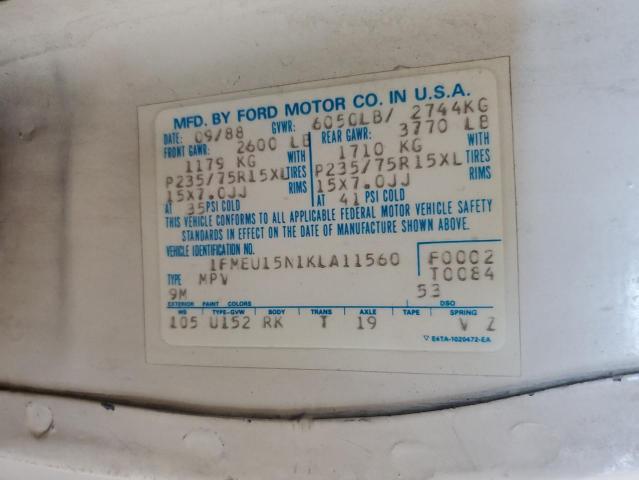 MFD. BY FORD MOTOR CO. IN U.S.A.
DATE: 09/88 GVWR: 6050LB/ 2744KG
FRONT GAWR: 2600 LB REAR GAWR: 3770 LB
1179 KG WITH 1710 KG WITH
P235/75R15XL TIRES P235/75R15XL TIRES
15X7.0JJ RIMS 15X7.0JJ RIMS
AT 35 PSI COLD AT 41 PSI COLD
THIS VEHICLE CONFORMS TO ALL APPLICABLE FEDERAL MOTOR VEHICLE SAFETY
STANDARDS IN EFFECT ON THE DATE OF MANUFACTURE SHOWN ABOVE.
VEHICLE IDENTIFICATION NO.
1FMEU15N1KLA11560 F0002
TYPE MPV T0084
9M 53
EXTERIOR PAINT COLORS DSO
WB TYPE-GVW BODY TRANS AXLE TAPE SPRING
105 U152 RK T 19 V Z
▽ E4TA-1020472-EA